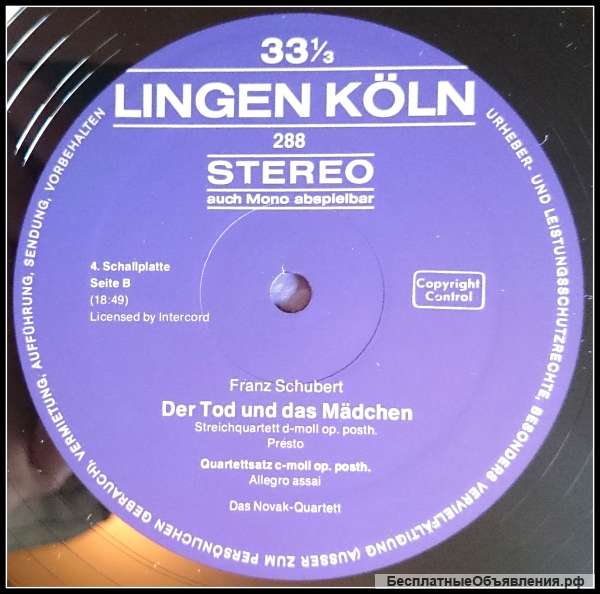 33 1/3
LINGEN KÖLN
288
STEREO
auch Mono abspielbar
4. Schallplatte
Seite B
(18:49)
Licensed by Intercord
Copyright
Control
Franz Schubert
Der Tod und das Mädchen
Streichquartett d-moll op. posth.
Presto
Quartettsatz c-moll op. posth.
Allegro assai
Das Novak-Quartett
URHEBER- UND LEISTUNGSSCHUTZRECHTE, BESONDERS VERVIELFÄLTIGUNG (AUSSER ZUM PERSÖNLICHEN GEBRAUCH), VERMIETUNG, AUFFÜHRUNG, SENDUNG, VORBEHALTEN
БесплатныеОбъявления.рф